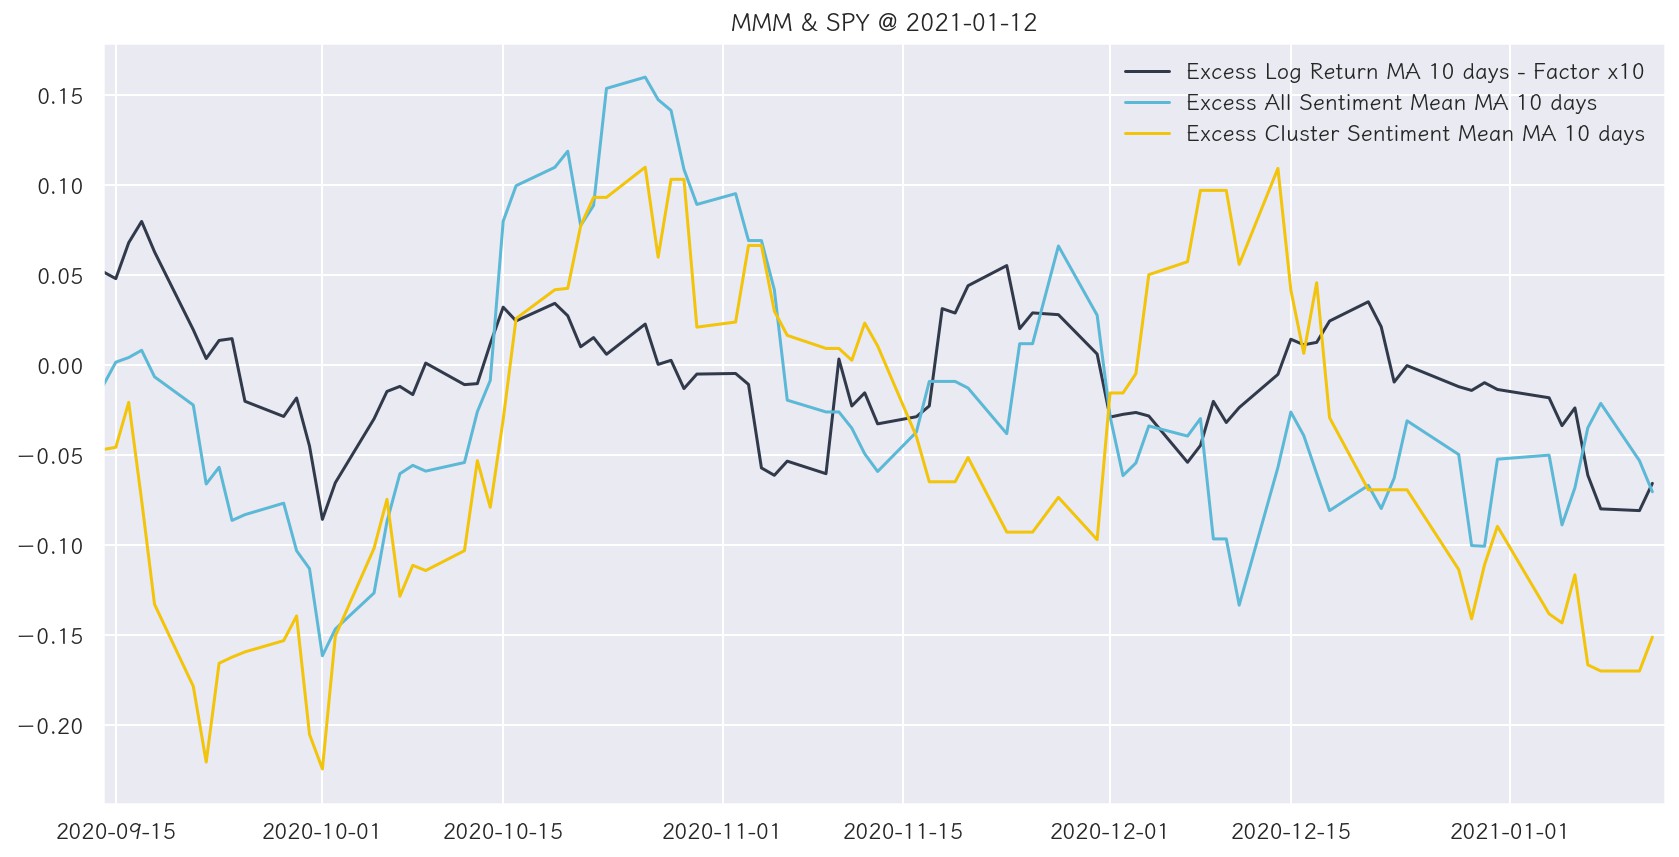 MMM & SPY @ 2021-01-12
Excess Log Return MA 10 days - Factor x10
Excess All Sentiment Mean MA 10 days
Excess Cluster Sentiment Mean MA 10 days
0.15
0.10
0.05
0.00
−0.05
−0.10
−0.15
−0.20
2020-09-15 2020-10-01 2020-10-15 2020-11-01 2020-11-15 2020-12-01 2020-12-15 2021-01-01